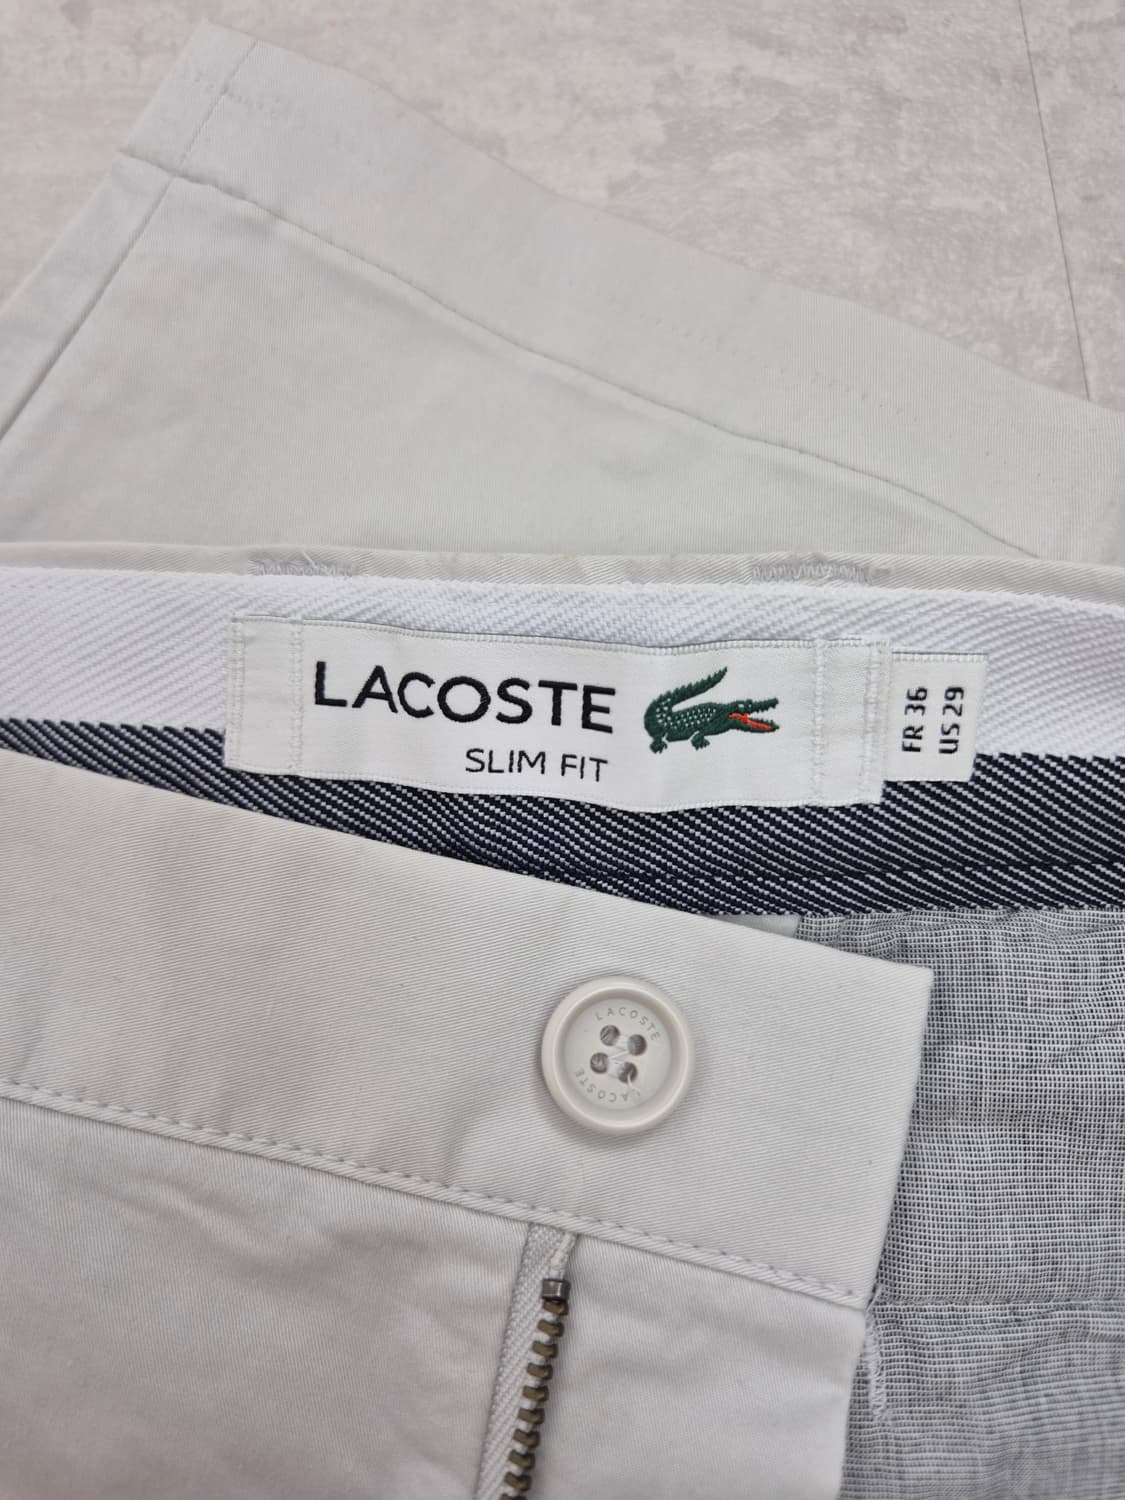 LACOSTE
SLIM FIT
FR 36
US 29
LACOSTE
LACOSTE